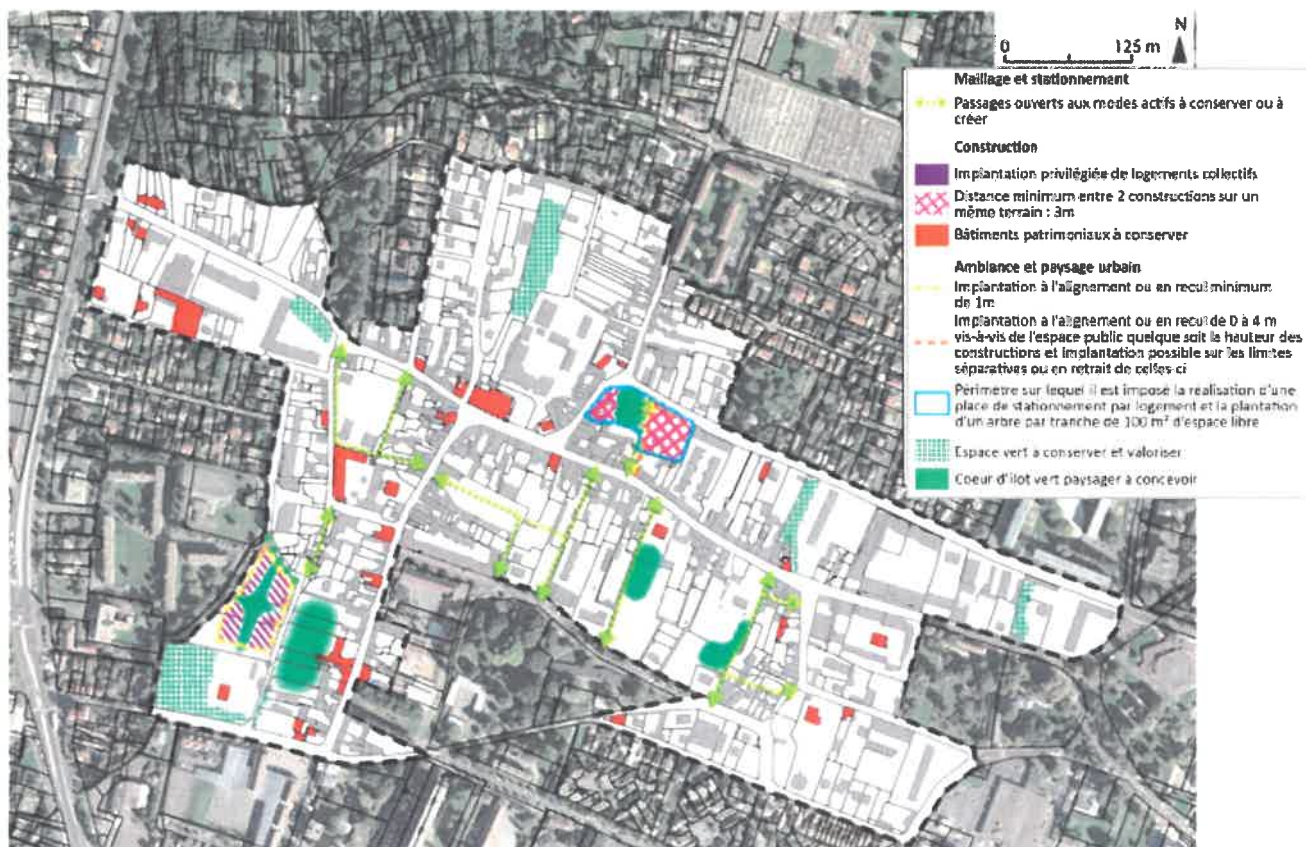 N
0 125 m
Maillage et stationnement
Passages ouverts aux modes actifs à conserver ou à
créer
Construction
Implantation privilégiée de logements collectifs
Distance minimum entre 2 constructions sur un
même terrain : 3m
Bâtiments patrimoniaux à conserver
Ambiance et paysage urbain
Implantation à l'alignement ou en recul minimum
de 1m
Implantation à l'alignement ou en recul de 0 à 4 m
vis-à-vis de l'espace public quelque soit la hauteur des
constructions et implantation possible sur les limites
séparatives ou en retrait de celles-ci
Périmètre sur lequel il est imposé la réalisation d'une
place de stationnement par logement et la plantation
d'un arbre par tranche de 100 m² d'espace libre
Espace vert à conserver et valoriser
Coeur d'ilot vert paysager à concevoir